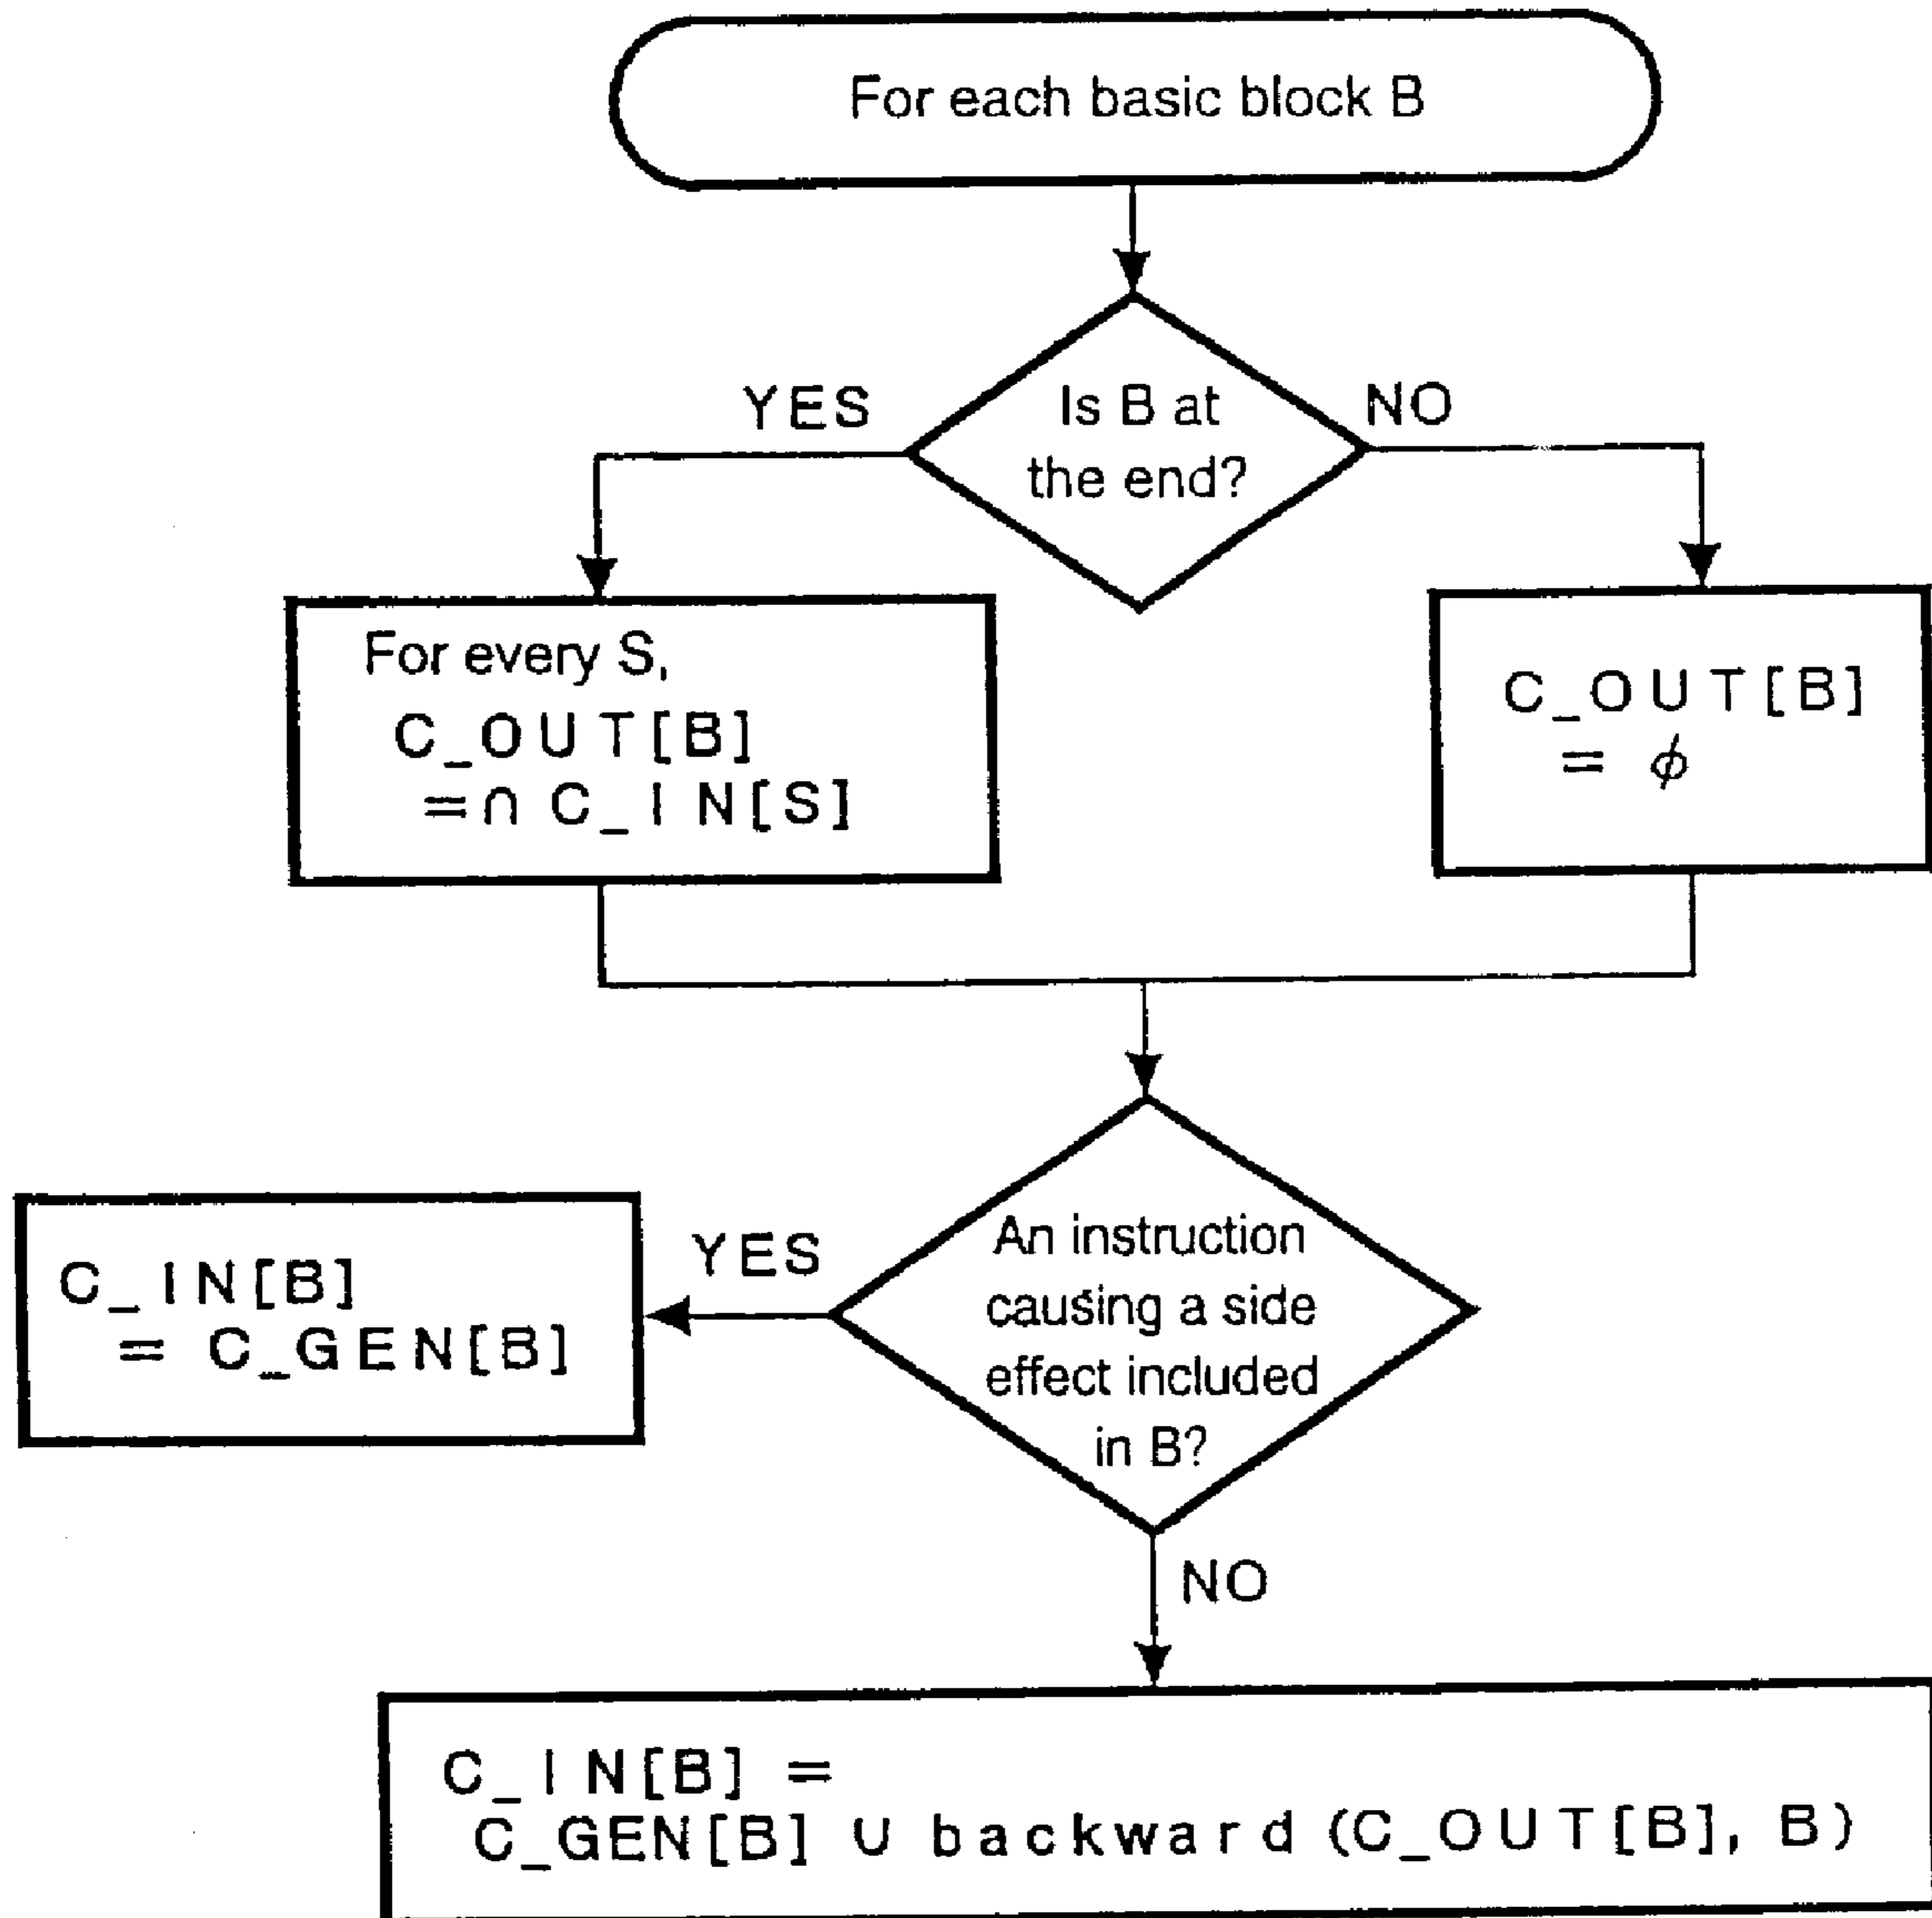 For each basic block B
YES
Is B at
the end?
NO
For every S,
C_OUT[B]
=∩ C_IN[S]
C_OUT[B]
= ϕ
An instruction
causing a side
effect included
in B?
YES
C_IN[B]
= C_GEN[B]
NO
C_IN[B] =
C_GEN[B] ∪ backward (C_OUT[B], B)